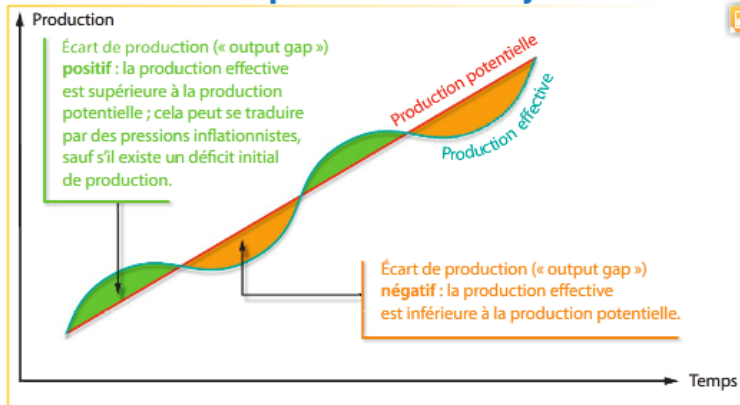 Production
Écart de production (« output gap »)
positif : la production effective
est supérieure à la production
potentielle ; cela peut se traduire
par des pressions inflationnistes,
sauf s'il existe un déficit initial
de production.
Production potentielle
Production effective
Écart de production (« output gap »)
négatif : la production effective
est inférieure à la production potentielle.
Temps